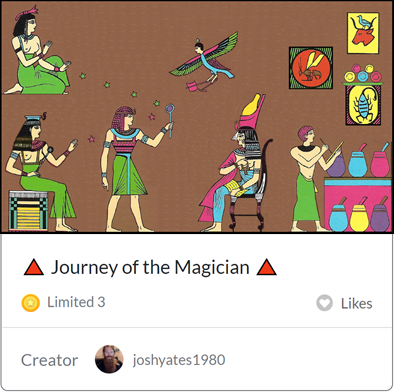 🔺 Journey of the Magician 🔺
Limited 3
Likes
Creator
joshyates1980